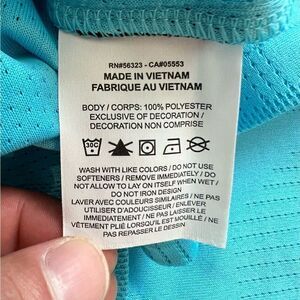 RN#56323 - CA#05553
MADE IN VIETNAM
FABRIQUE AU VIETNAM
BODY / CORPS: 100% POLYESTER
EXCLUSIVE OF DECORATION /
DECORATION NON COMPRISE
30C
WASH WITH LIKE COLORS / DO NOT USE
SOFTENERS / REMOVE IMMEDIATELY / DO
NOT ALLOW TO LAY ON ITSELF WHEN WET /
DO NOT IRON DESIGN
LAVER AVEC COULEURS SIMILAIRES / NE PAS
UTILISER D'ADOUCISEUR / ENLEVER
IMMEDIATEMENT / NE PAS LAISSER LE
VÊTEMENT PLIÉ LORSQU'IL EST MOUILLÉ / NE
PAS REPASSER LE DESSIN